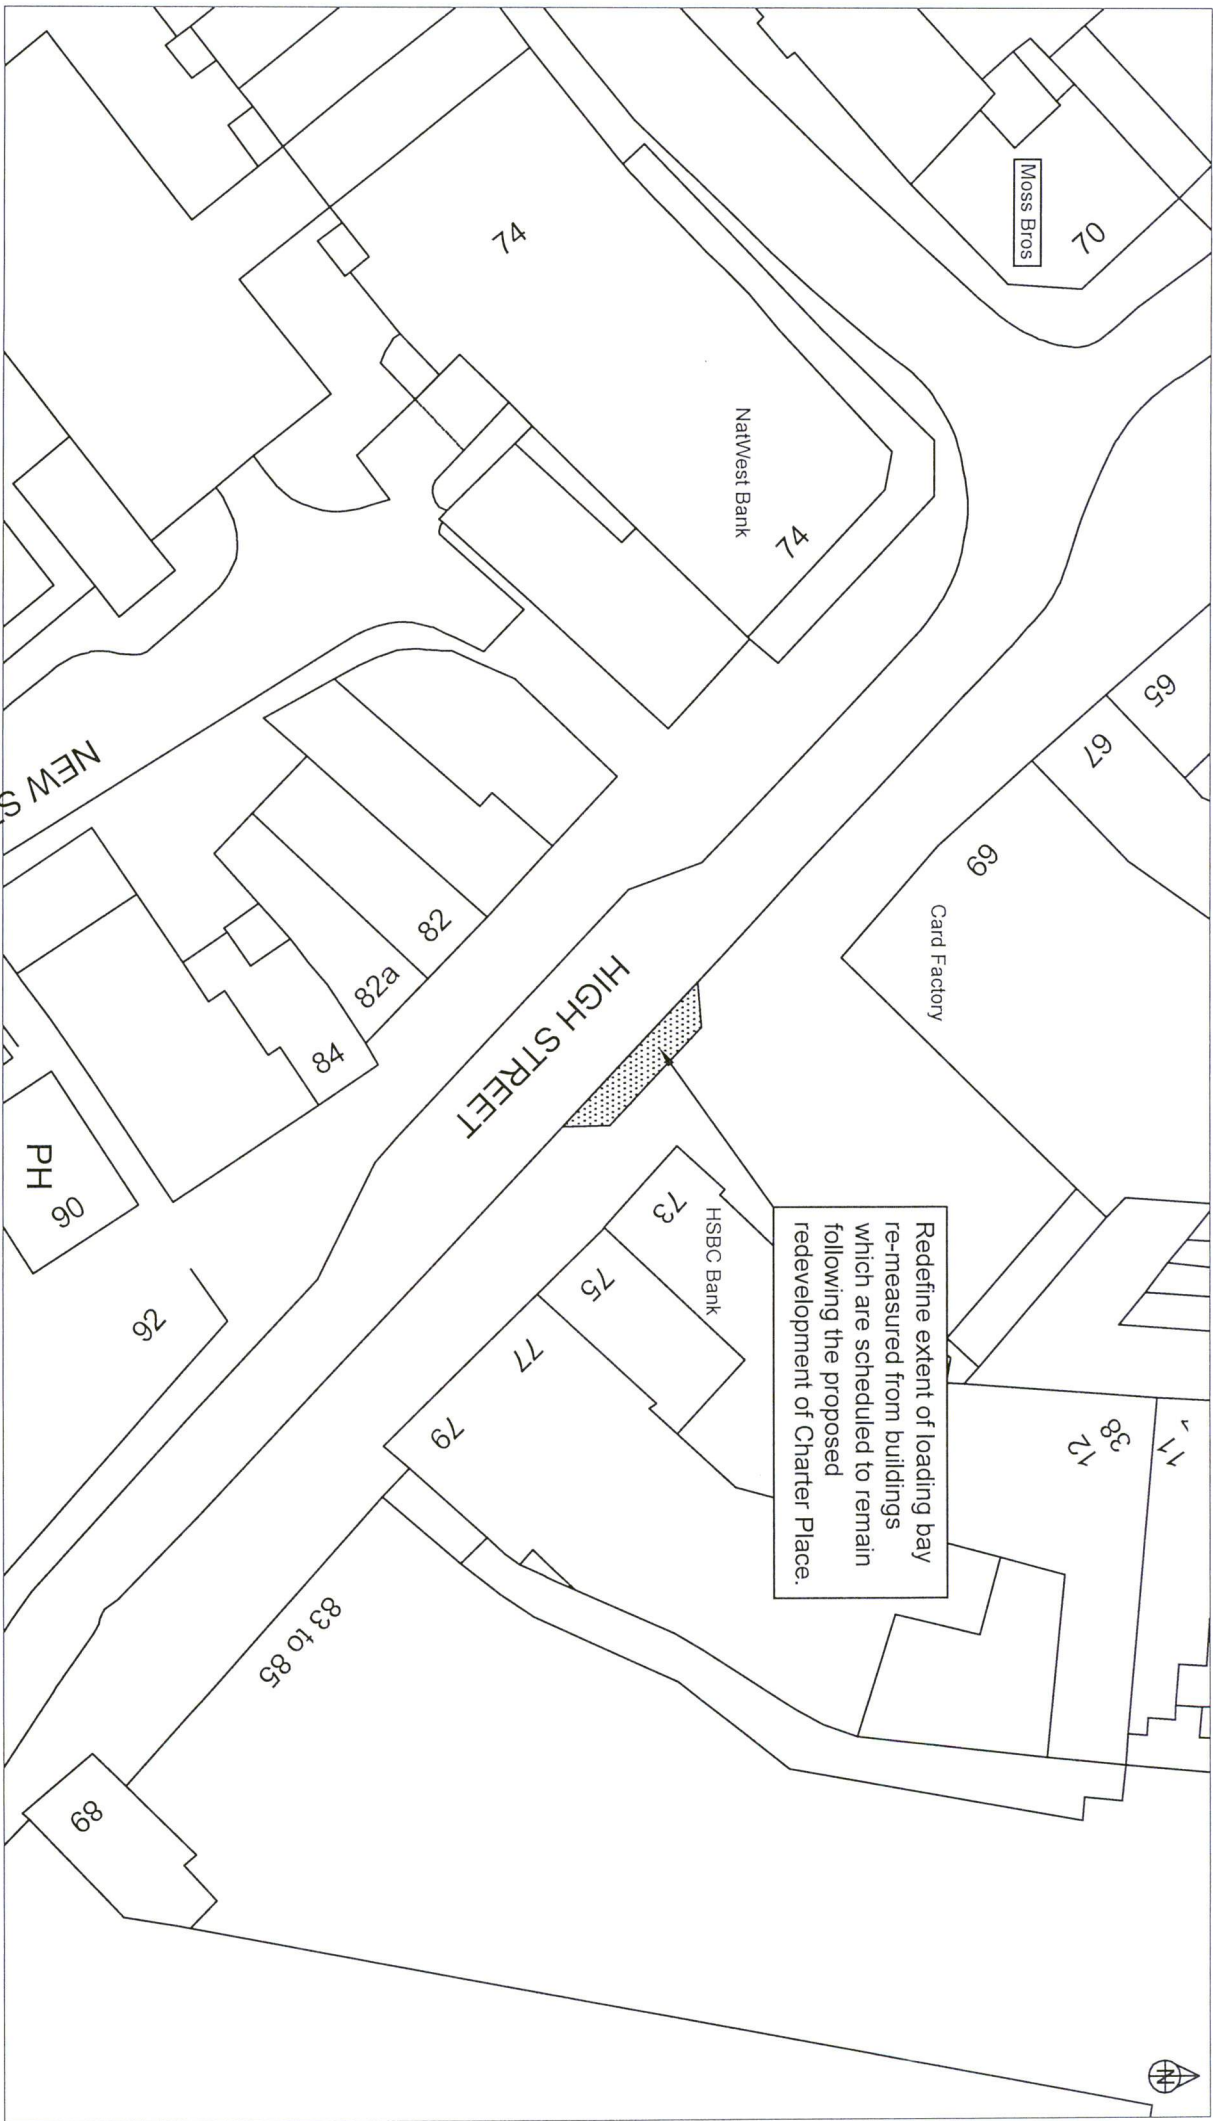 Moss Bros
70
74
NatWest Bank
74
65
67
69
Card Factory
NEW S
82
82a
84
HIGH STREET
Redefine extent of loading bay
re-measured from buildings
which are scheduled to remain
following the proposed
redevelopment of Charter Place.
73
HSBC Bank
75
77
79
PH
90
92
11
38
12
83 to 85
89
N